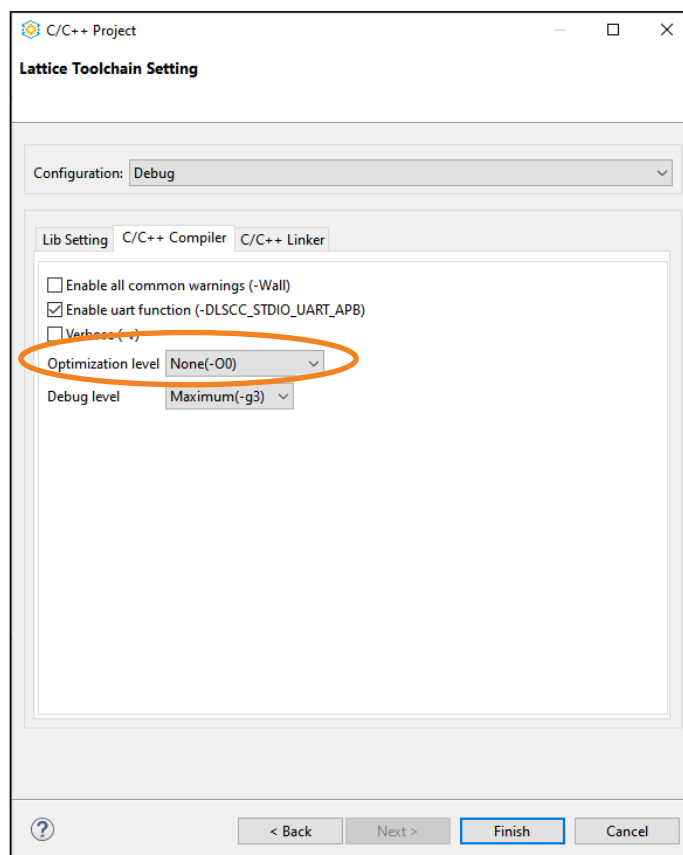 C/C++ Project
Lattice Toolchain Setting
Configuration: Debug
Lib Setting C/C++ Compiler C/C++ Linker
Enable all common warnings (-Wall)
Enable uart function (-DLSCC_STDIO_UART_APB)
Verbose (-v)
Optimization level None(-O0)
Debug level Maximum(-g3)
? < Back Next > Finish Cancel